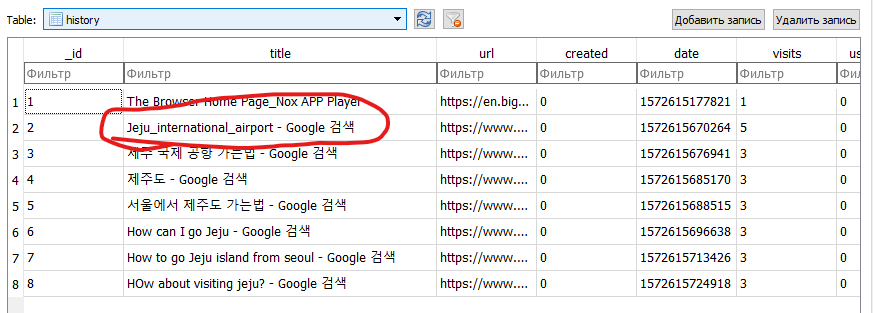 Table: history Добавить запись Удалить запись
_id title url created date visits us
Фильтр Фильтр Фильтр Фильтр Фильтр Фильтр Фи
1 1 The Browser Home Page_Nox APP Player https://en.big... 0 1572615177821 1 0
2 2 Jeju_international_airport - Google 검색 https://www.... 0 1572615670264 5 0
3 3 제주 국제 공항 가는법 - Google 검색 https://www.... 0 1572615676941 3 0
4 4 제주도 - Google 검색 https://www.... 0 1572615685170 3 0
5 5 서울에서 제주도 가는법 - Google 검색 https://www.... 0 1572615688515 3 0
6 6 How can I go Jeju - Google 검색 https://www.... 0 1572615696638 3 0
7 7 How to go Jeju island from seoul - Google 검색 https://www.... 0 1572615713426 3 0
8 8 HOw about visiting jeju? - Google 검색 https://www.... 0 1572615724918 3 0